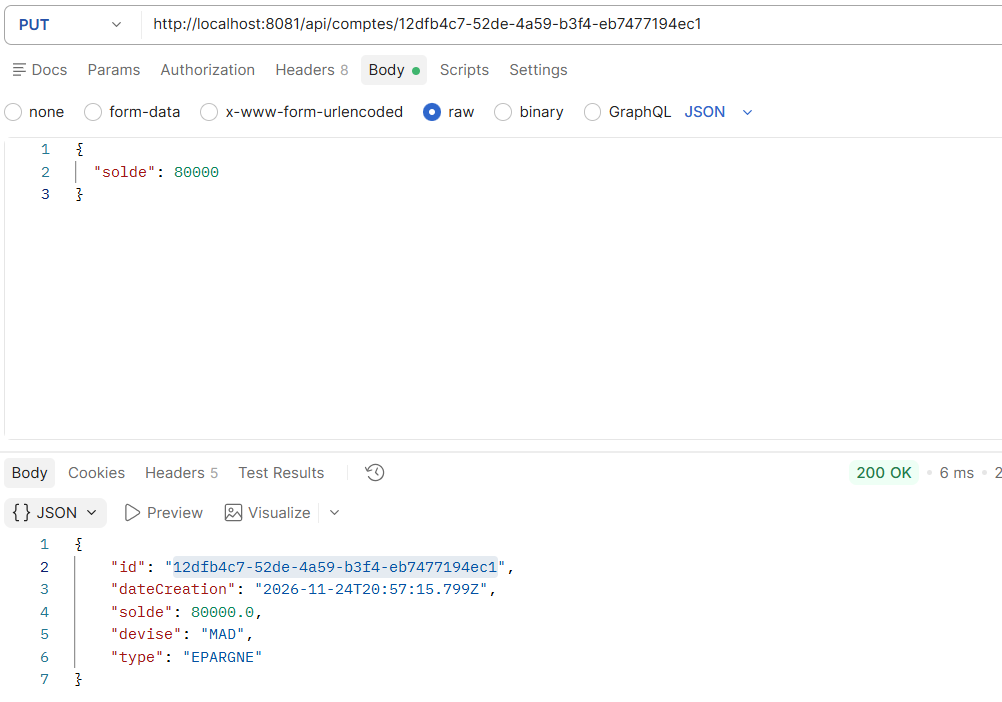 PUT http://localhost:8081/api/comptes/12dfb4c7-52de-4a59-b3f4-eb7477194ec1
Docs Params Authorization Headers 8 Body Scripts Settings
none form-data x-www-form-urlencoded raw binary GraphQL JSON
1 {
2 "solde": 80000
3 }
Body Cookies Headers 5 Test Results 200 OK 6 ms 2
{} JSON Preview Visualize
1 {
2 "id": "12dfb4c7-52de-4a59-b3f4-eb7477194ec1",
3 "dateCreation": "2026-11-24T20:57:15.799Z",
4 "solde": 80000.0,
5 "devise": "MAD",
6 "type": "EPARGNE"
7 }